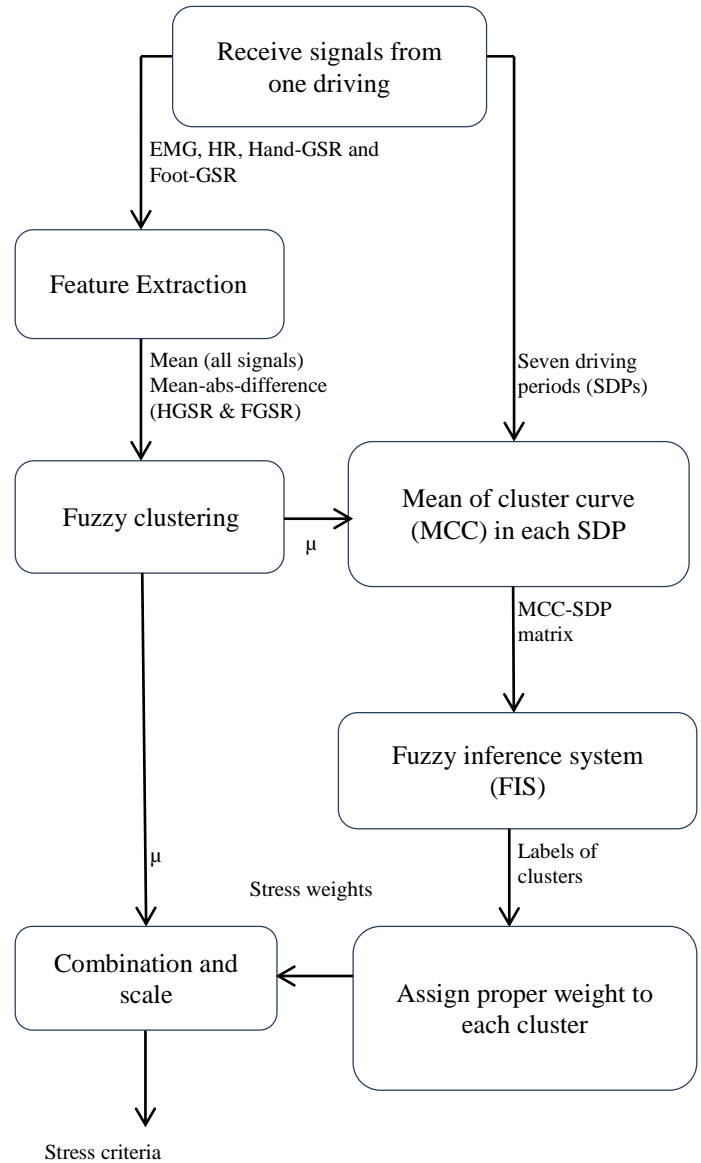 Receive signals from
one driving
EMG, HR, Hand-GSR and
Foot-GSR
Feature Extraction
Mean (all signals)
Mean-abs-difference
(HGSR & FGSR)
Seven driving
periods (SDPs)
Fuzzy clustering
μ
Mean of cluster curve
(MCC) in each SDP
MCC-SDP
matrix
Fuzzy inference system
(FIS)
Labels of
clusters
μ
Stress weights
Combination and
scale
Assign proper weight to
each cluster
Stress criteria